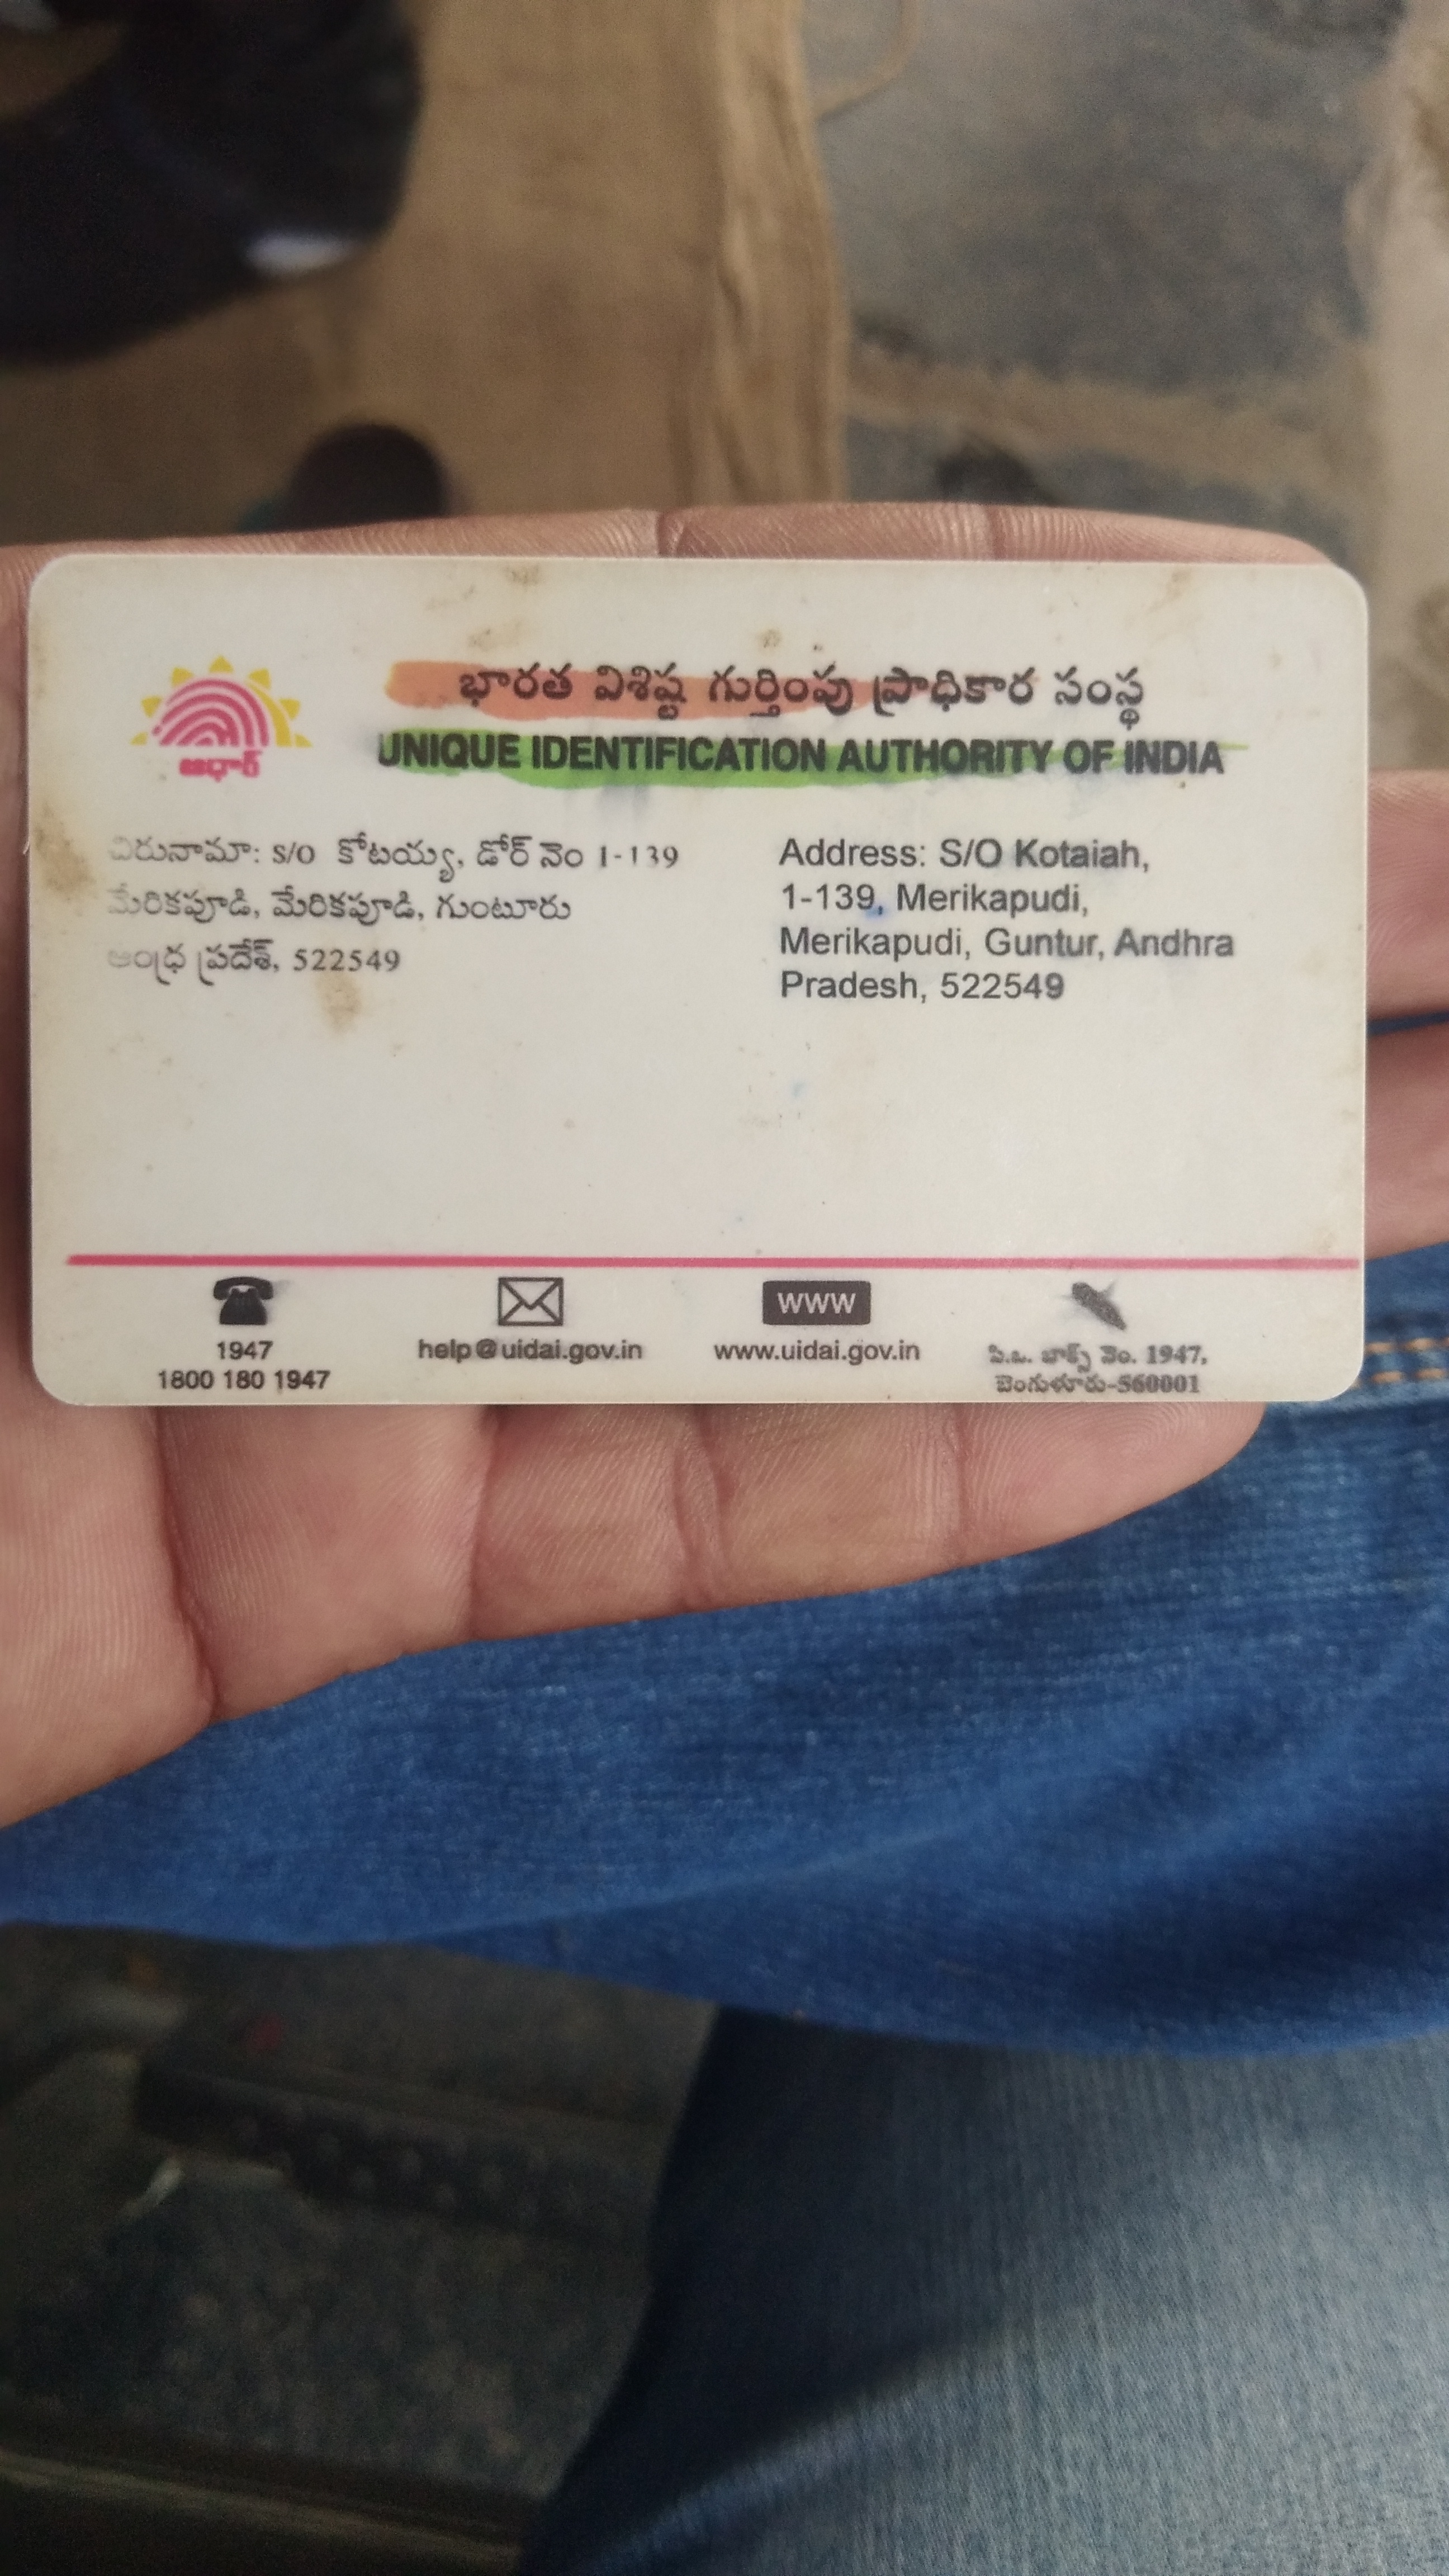 భారత విశిష్ట గుర్తింపు ప్రాధికార సంస్థ
UNIQUE IDENTIFICATION AUTHORITY OF INDIA
ఆధార్
చిరునామా: S/O కోటయ్య, డోర్ నెం 1-139
మేరికపూడి, మేరికపూడి, గుంటూరు
ఆంధ్ర ప్రదేశ్, 522549
Address: S/O Kotaiah,
1-139, Merikapudi,
Merikapudi, Guntur, Andhra
Pradesh, 522549
1947
1800 180 1947
help@uidai.gov.in
WWW
www.uidai.gov.in
పి.ఒ. బాక్స్ నెం. 1947,
బెంగుళూరు-560001